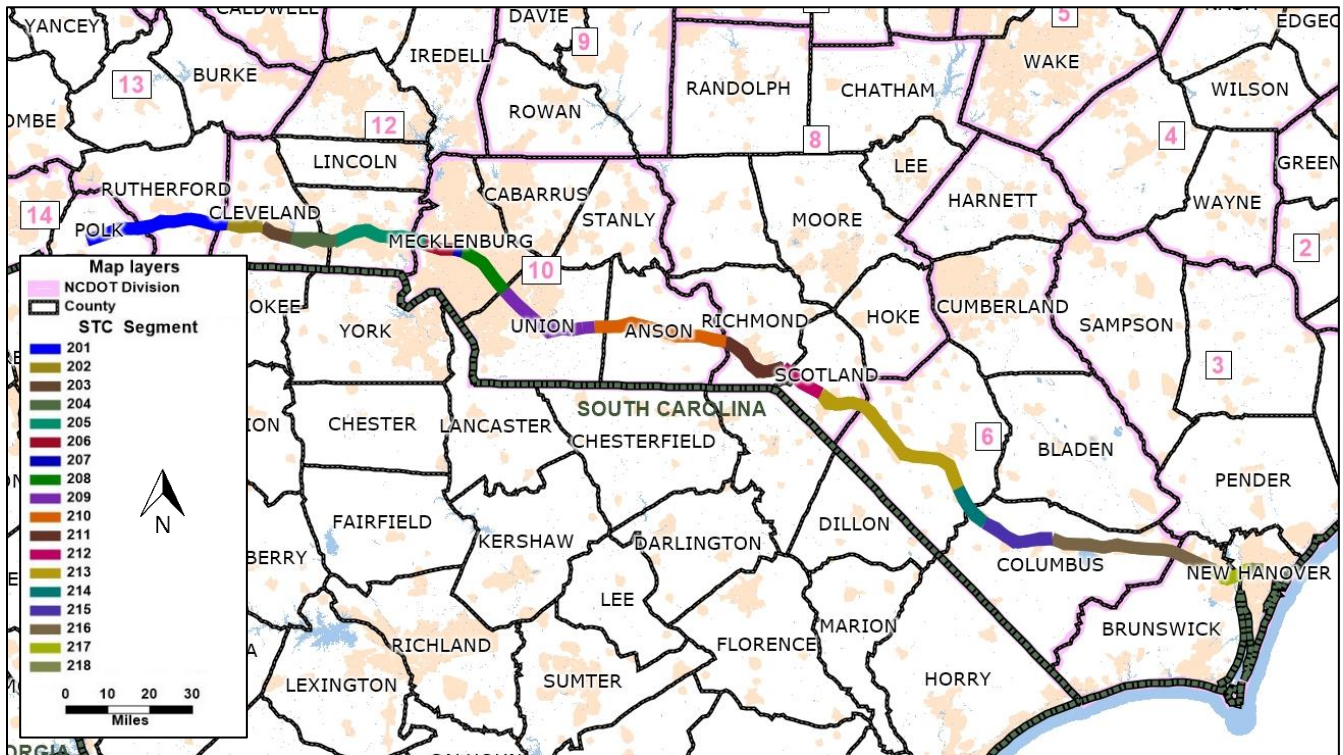 CALDWELL
DAVIE
5
NASH
EDGEC
YANCEY
IREDELL
9
WAKE
13
BURKE
RANDOLPH
CHATHAM
WILSON
ROWAN
OMBE
12
8
4
LINCOLN
LEE
GREEN
RUTHERFORD
CABARRUS
HARNETT
WAYNE
14
CLEVELAND
STANLY
MOORE
POLK
MECKLENBURG
2
Map layers
10
NCDOT Division
County
OKEE
CUMBERLAND
STC Segment
YORK
UNION
ANSON
RICHMOND
HOKE
SAMPSON
201
202
203
3
204
SCOTLAND
205
SOUTH CAROLINA
206
ION
CHESTER
LANCASTER
CHESTERFIELD
6
207
BLADEN
208
209
PENDER
210
FAIRFIELD
DILLON
211
N
KERSHAW
DARLINGTON
212
213
BERRY
COLUMBUS
NEW HANOVER
214
215
LEE
216
MARION
BRUNSWICK
217
RICHLAND
FLORENCE
218
0 10 20 30
LEXINGTON
SUMTER
HORRY
Miles
ORGIA